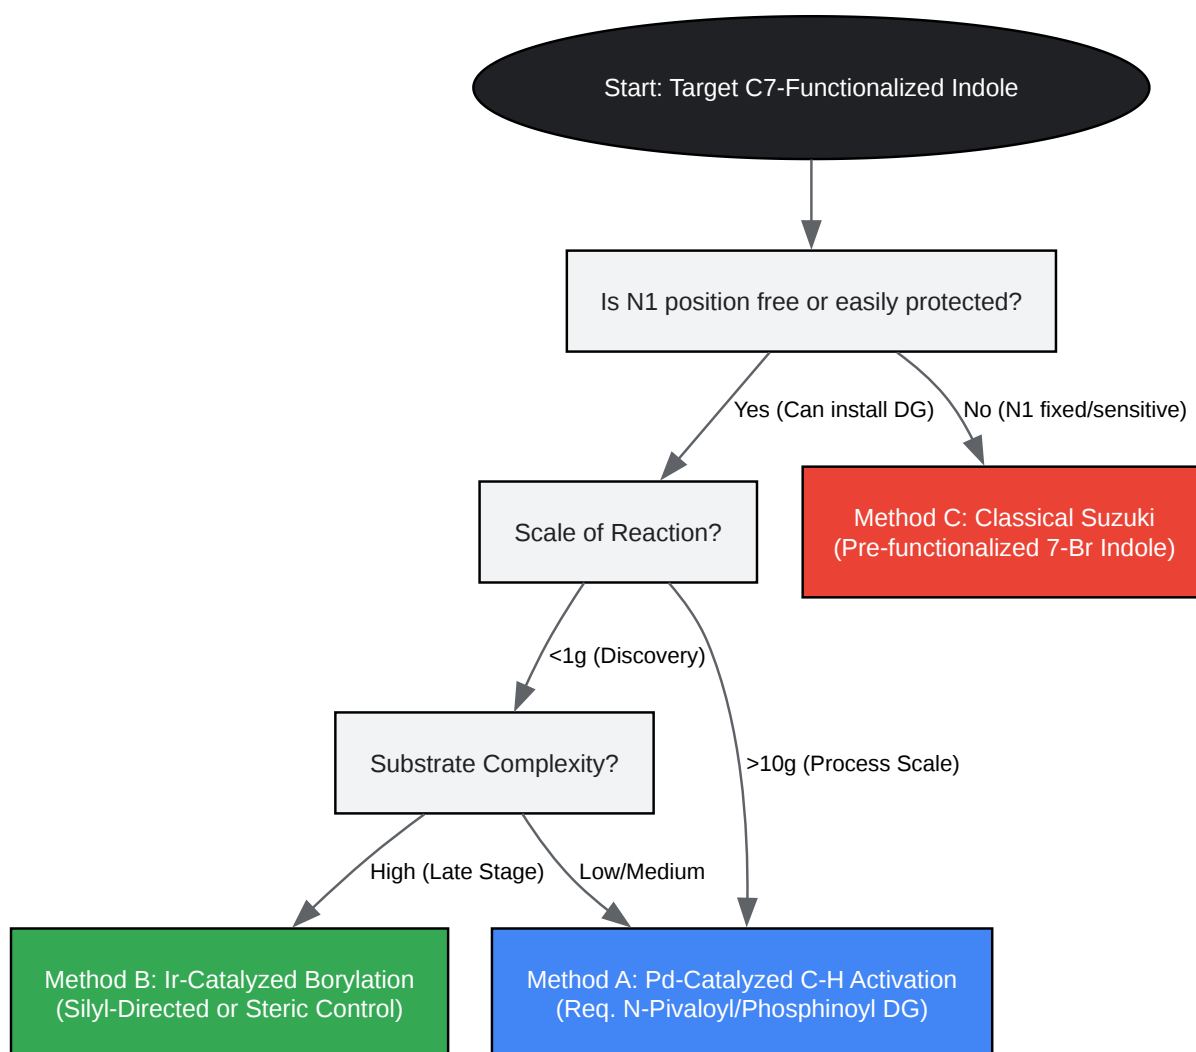 Start: Target C7-Functionalized Indole
Is N1 position free or easily protected?
Yes (Can install DG)
No (N1 fixed/sensitive)
Scale of Reaction?
Method C: Classical Suzuki
(Pre-functionalized 7-Br Indole)
<1g (Discovery)
>10g (Process Scale)
Substrate Complexity?
High (Late Stage)
Low/Medium
Method B: Ir-Catalyzed Borylation
(Silyl-Directed or Steric Control)
Method A: Pd-Catalyzed C-H Activation
(Req. N-Pivaloyl/Phosphinoyl DG)